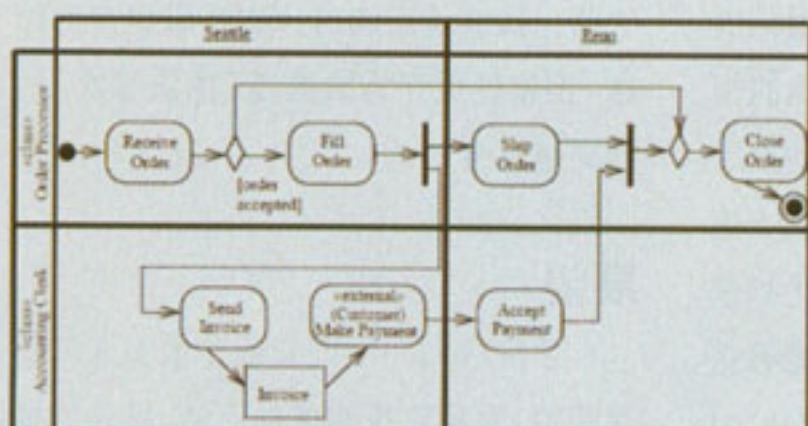 Seattle
Reno
«class»
Order Processor
Receive
Order
Fill
Order
[order
accepted]
Ship
Order
Close
Order
«class»
Accounting Clerk
Send
Invoice
«external»
(Customer)
Make Payment
Accept
Payment
Invoice